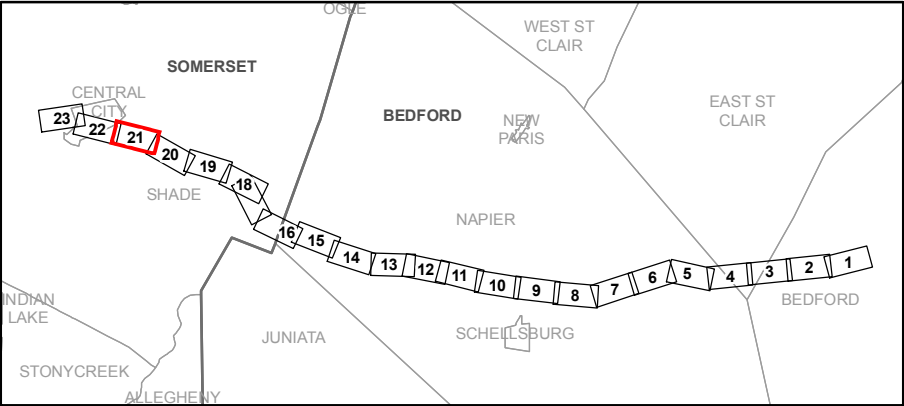 OGLE
WEST ST
CLAIR
SOMERSET
CENTRAL
CITY
EAST ST
CLAIR
BEDFORD
NEW
PARIS
23
22
21
20
19
18
SHADE
NAPIER
16
15
14
13
12
11
10
9
8
7
6
5
4
3
2
1
INDIAN
LAKE
BEDFORD
JUNIATA
SCHELLSBURG
STONYCREEK
ALLEGHENY